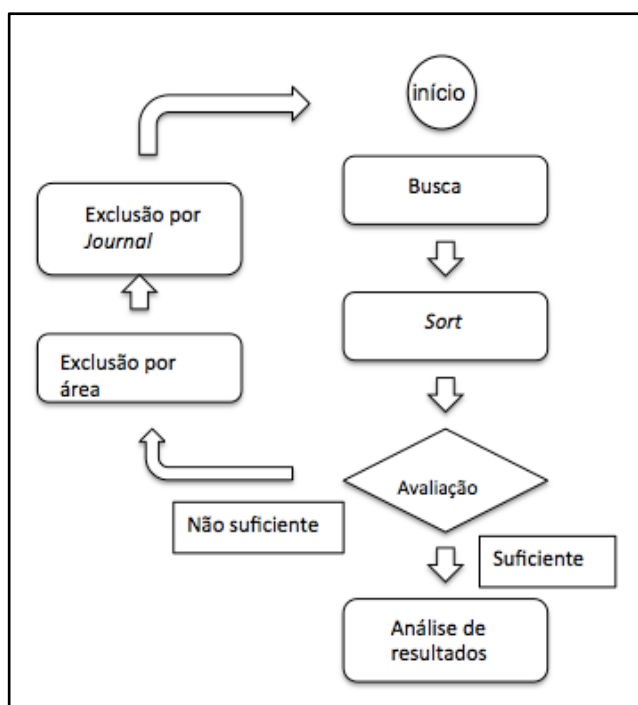 início
Busca
Sort
Avaliação
Suficiente
Análise de
resultados
Não suficiente
Exclusão por
área
Exclusão por
Journal